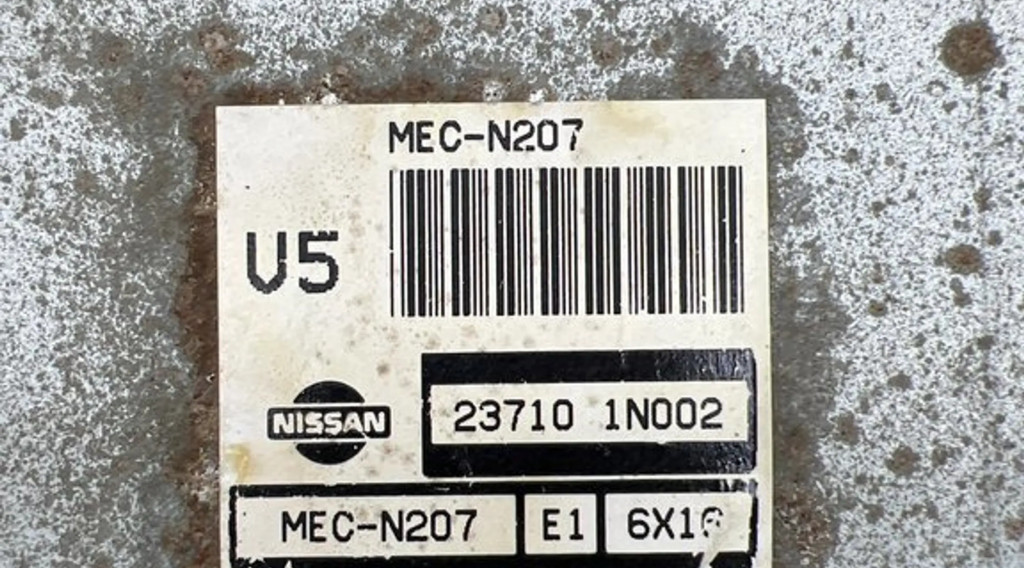 MEC-N207
V5
NISSAN
23710 1N002
MEC-N207 E1